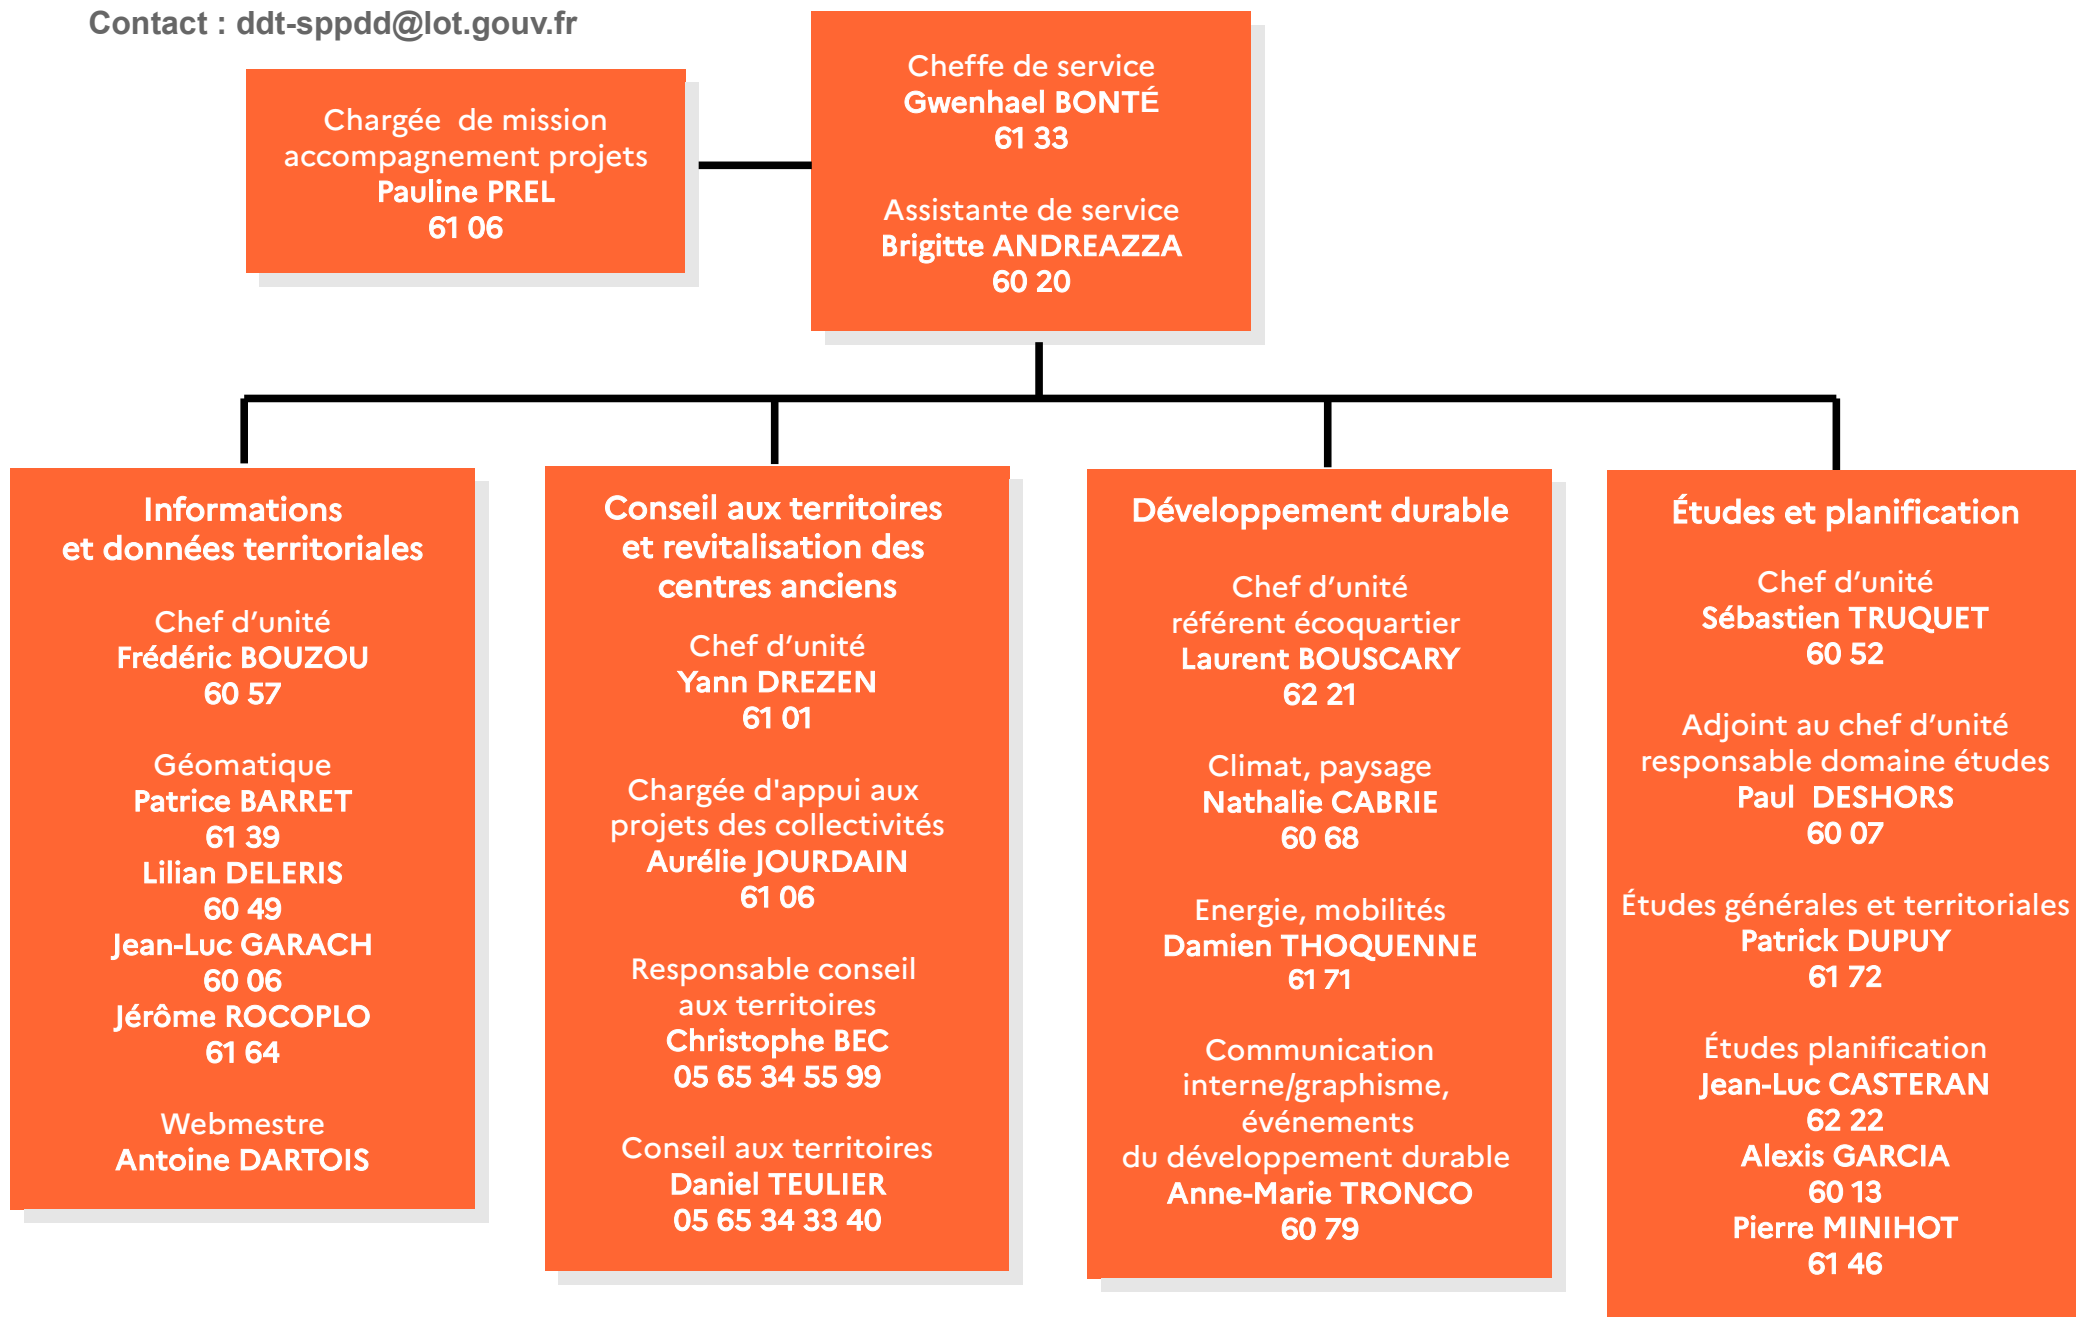 Contact : ddt-sppdd@lot.gouv.fr
Chargée  de mission
accompagnement projets
Pauline PREL
61 06
Cheffe de service
Gwenhael BONTÉ
61 33
Assistante de service
Brigitte ANDREAZZA
60 20
Informations
et données territoriales
Chef d’unité
Frédéric BOUZOU
60 57
Géomatique
Patrice BARRET
61 39
Lilian DELERIS
60 49
Jean-Luc GARACH
60 06
Jérôme ROCOPLO
61 64
Webmestre
Antoine DARTOIS
Conseil aux territoires
et revitalisation des
centres anciens
Chef d’unité
Yann DREZEN
61 01
Chargée d'appui aux
projets des collectivités
Aurélie JOURDAIN
61 06
Responsable conseil
aux territoires
Christophe BEC
05 65 34 55 99
Conseil aux territoires
Daniel TEULIER
05 65 34 33 40
Développement durable
Chef d’unité
référent écoquartier
Laurent BOUSCARY
62 21
Climat, paysage
Nathalie CABRIE
60 68
Energie, mobilités
Damien THOQUENNE
61 71
Communication
interne/graphisme,
événements
du développement durable
Anne-Marie TRONCO
60 79
Études et planification
Chef d’unité
Sébastien TRUQUET
60 52
Adjoint au chef d’unité
responsable domaine études
Paul  DESHORS
60 07
Études générales et territoriales
Patrick DUPUY
61 72
Études planification
Jean-Luc CASTERAN
62 22
Alexis GARCIA
60 13
Pierre MINIHOT
61 46